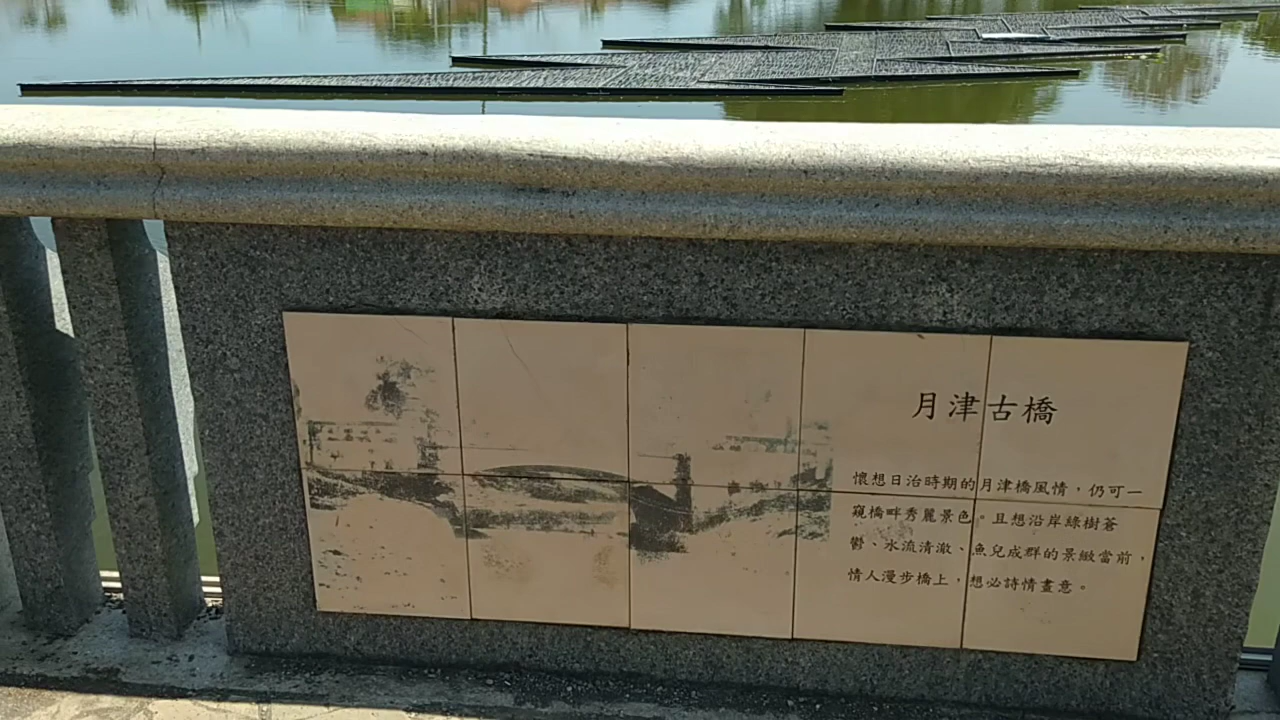 月津古橋
懷想日治時期的月津橋風情，仍可一
窺橋畔秀麗景色。且想沿岸綠樹蒼
鬱、水流清澈、魚兒成群的景緻當前，
情人漫步橋上，想必詩情畫意。